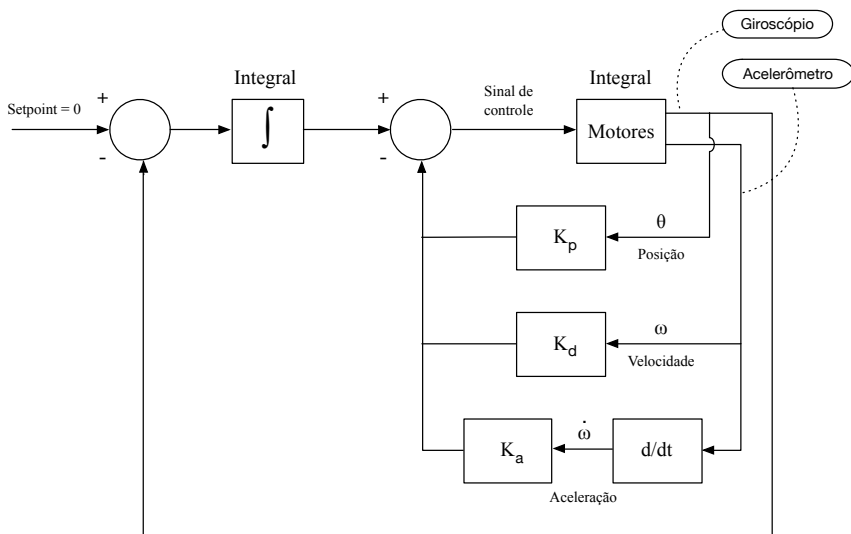 Giroscópio
Acelerômetro
Integral
Sinal de
controle
Integral
Setpoint = 0
+
-
∫
+
-
Motores
θ
Kp
Posição
ω
Kd
Velocidade
ω̇
Ka
d/dt
Aceleração